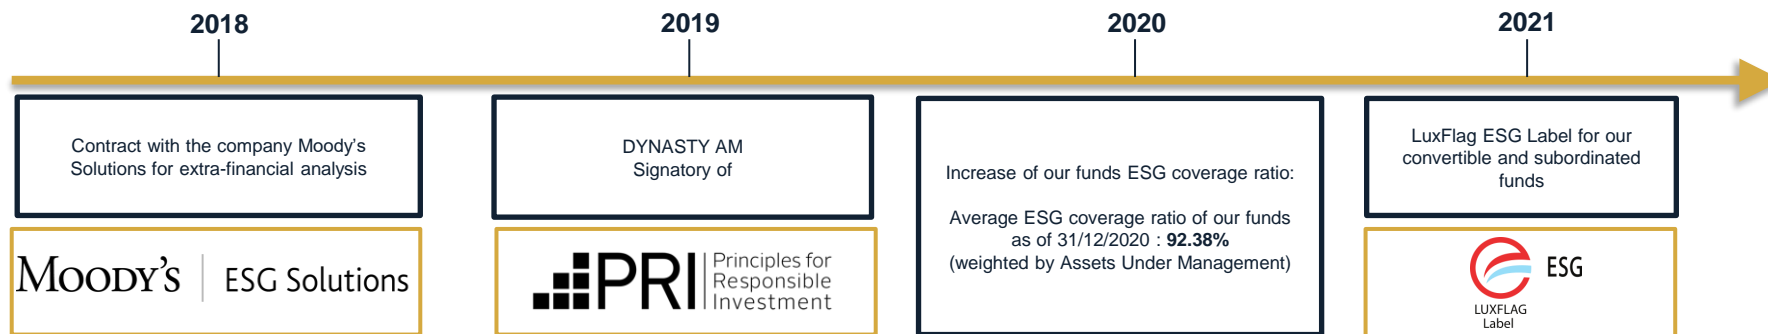 2018
2019
2020
2021
Contract with the company Moody's
Solutions for extra-financial analysis
MOODY'S
ESG Solutions
DYNASTY AM
Signatory of
PRI
Principles for
Responsible
Investment
Increase of our funds ESG coverage ratio:
Average ESG coverage ratio of our funds
as of 31/12/2020 : 92.38%
(weighted by Assets Under Management)
LuxFlag ESG Label for our
convertible and subordinated
funds
ESG
LUXFLAG
Label